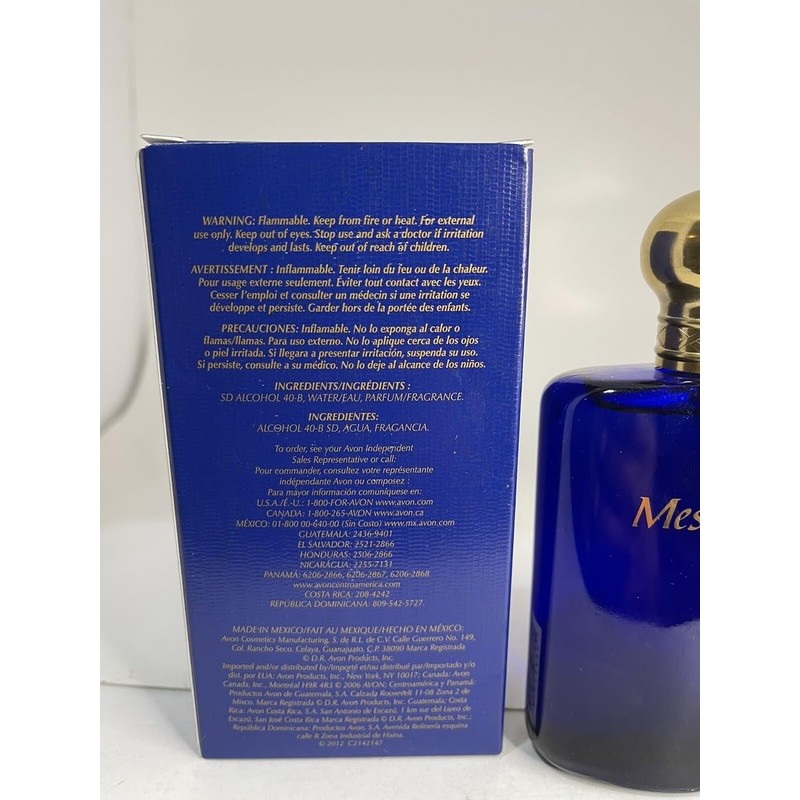 WARNING: Flammable. Keep from fire or heat. For external
use only. Keep out of eyes. Stop use and ask a doctor if irritation
develops and lasts. Keep out of reach of children.
AVERTISSEMENT : Inflammable. Tenir loin du feu ou de la chaleur.
Pour usage externe seulement. Éviter tout contact avec les yeux.
Cesser l'emploi et consulter un médecin si une irritation se
développe et persiste. Garder hors de la portée des enfants.
PRECAUCIONES: Inflamable. No lo exponga al calor o
flamas/llamas. Para uso externo. No lo aplique cerca de los ojos
o piel irritada. Si llegara a presentar irritación, suspenda su uso.
Si persiste, consulte a su médico. No lo deje al alcance de los niños.
INGREDIENTS/INGRÉDIENTS :
SD ALCOHOL 40-B, WATER/EAU, PARFUM/FRAGRANCE.
INGREDIENTES:
ALCOHOL 40-B SD, AGUA, FRAGANCIA.
To order, see your Avon Independent
Sales Representative or call:
Pour commander, consultez votre représentante
indépendante Avon ou composez :
Para mayor información comuníquese en:
U.S.A./É.-U.: 1-800-FOR-AVON www.avon.com
CANADA: 1-800-265-AVON www.avon.ca
MÉXICO: 01-800 00-640-00 (Sin Costo) www.mx.avon.com
GUATEMALA: 2436-9401
EL SALVADOR: 2521-2866
HONDURAS: 2506-2866
NICARÁGUA: 2255-7131
PANAMÁ: 6206-2866, 6206-2867, 6206-2868
www.avoncentroamerica.com
COSTA RICA: 208-4242
REPÚBLICA DOMINICANA: 809-542-5727.
MADE IN MEXICO/FAIT AU MEXIQUE/HECHO EN MÉXICO:
Avon Cosmetics Manufacturing, S. de R.L. de C.V. Calle Guerrero No. 149,
Col. Rancho Seco. Celaya, Guanajuato, C.P. 38090 Marca Registrada
© D.R. Avon Products, Inc.
Imported and/or distributed by/Importé et/ou distribué par/Importado y/o
dist. por EUA: Avon Products, Inc., New York, NY 10017; Canada: Avon
Canada, Inc., Montréal H9R 4R3 © 2006 AVON; Centroamérica y Panamá:
Productos Avon de Guatemala, S.A. Calzada Roosevelt 11-08 Zona 2 de
Mixco. Marca Registrada © D.R. Avon Products, Inc. Guatemala; Costa
Rica: Avon Costa Rica, S.A. San Antonio de Escazú, 1 km sur del Liceo de
Escazú, San José Costa Rica Marca Registrada © D.R. Avon Products, Inc.;
República Dominicana: Productos Avon, S.A. Avenida Refinería esquina
calle R Zona Industrial de Haina.
© 2012 C2142147
Mes